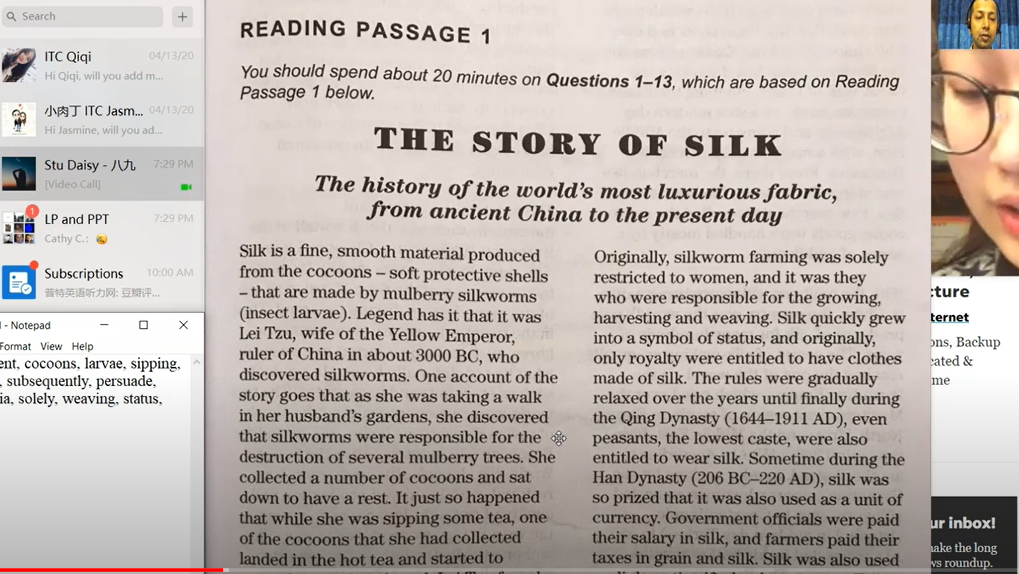 Search
+
ITC Qiqi 04/13/20
Hi Qiqi, will you add m...
小肉丁 ITC Jasm... 04/13/20
Hi Jasmine, will you ad...
Stu Daisy - 八九 7:29 PM
[Video Call]
1
LP and PPT 7:29 PM
Cathy C.:
Subscriptions 10:00 AM
普特英语听力网: 豆瓣评...
- Notepad
Format View Help
ent, cocoons, larvae, sipping,
, subsequently, persuade,
ia, solely, weaving, status,
READING PASSAGE 1
You should spend about 20 minutes on Questions 1–13, which are based on Reading
Passage 1 below.
THE STORY OF SILK
The history of the world's most luxurious fabric,
from ancient China to the present day
Silk is a fine, smooth material produced
from the cocoons – soft protective shells
– that are made by mulberry silkworms
(insect larvae). Legend has it that it was
Lei Tzu, wife of the Yellow Emperor,
ruler of China in about 3000 BC, who
discovered silkworms. One account of the
story goes that as she was taking a walk
in her husband's gardens, she discovered
that silkworms were responsible for the
destruction of several mulberry trees. She
collected a number of cocoons and sat
down to have a rest. It just so happened
that while she was sipping some tea, one
of the cocoons that she had collected
landed in the hot tea and started to
Originally, silkworm farming was solely
restricted to women, and it was they
who were responsible for the growing,
harvesting and weaving. Silk quickly grew
into a symbol of status, and originally,
only royalty were entitled to have clothes
made of silk. The rules were gradually
relaxed over the years until finally during
the Qing Dynasty (1644–1911 AD), even
peasants, the lowest caste, were also
entitled to wear silk. Sometime during the
Han Dynasty (206 BC–220 AD), silk was
so prized that it was also used as a unit of
currency. Government officials were paid
their salary in silk, and farmers paid their
taxes in grain and silk. Silk was also used
cture
ternet
ons, Backup
cated &
me
ur inbox!
make the long
ws roundup.